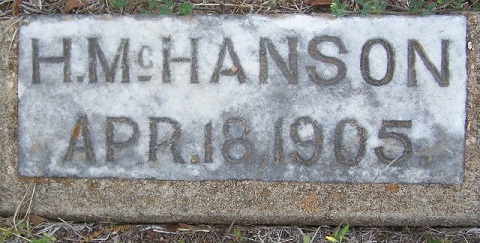 H. McHANSON
APR. 18, 1905.